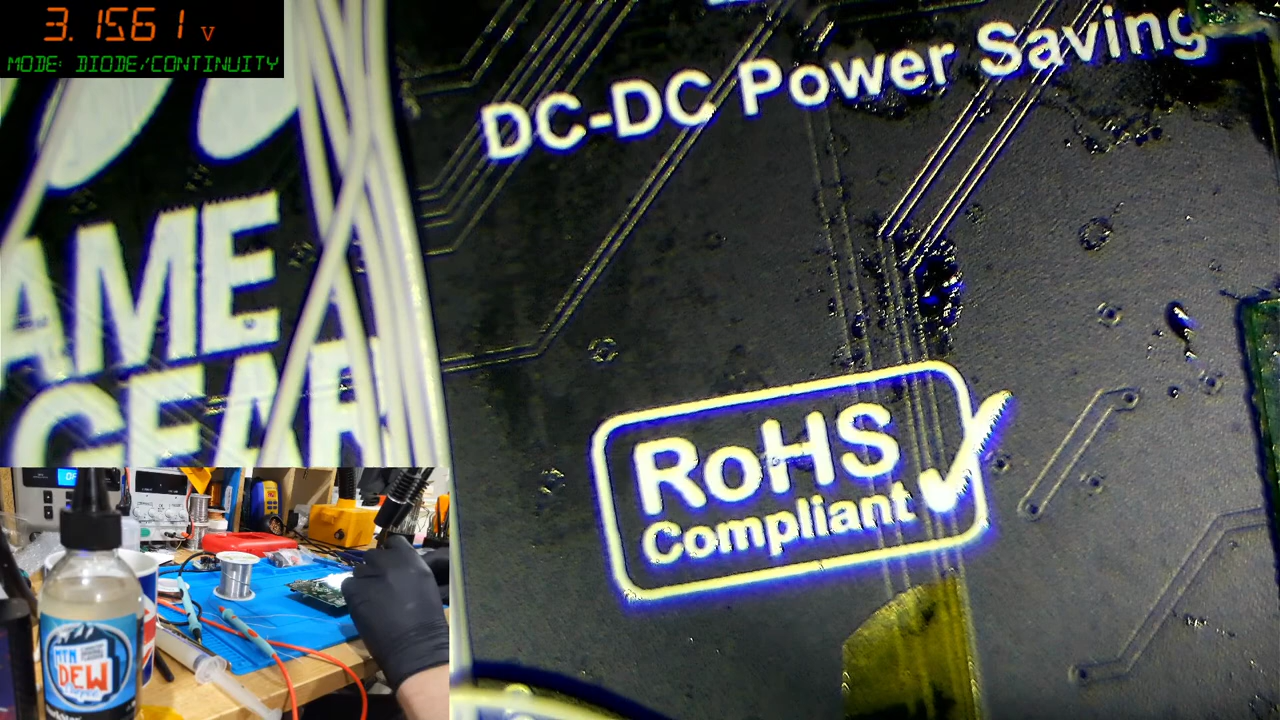 3.1561 V
MODE: DIODE/CONTINUITY
DC-DC Power Saving
AME
GEAR
RoHS
Compliant
MTN
DEW